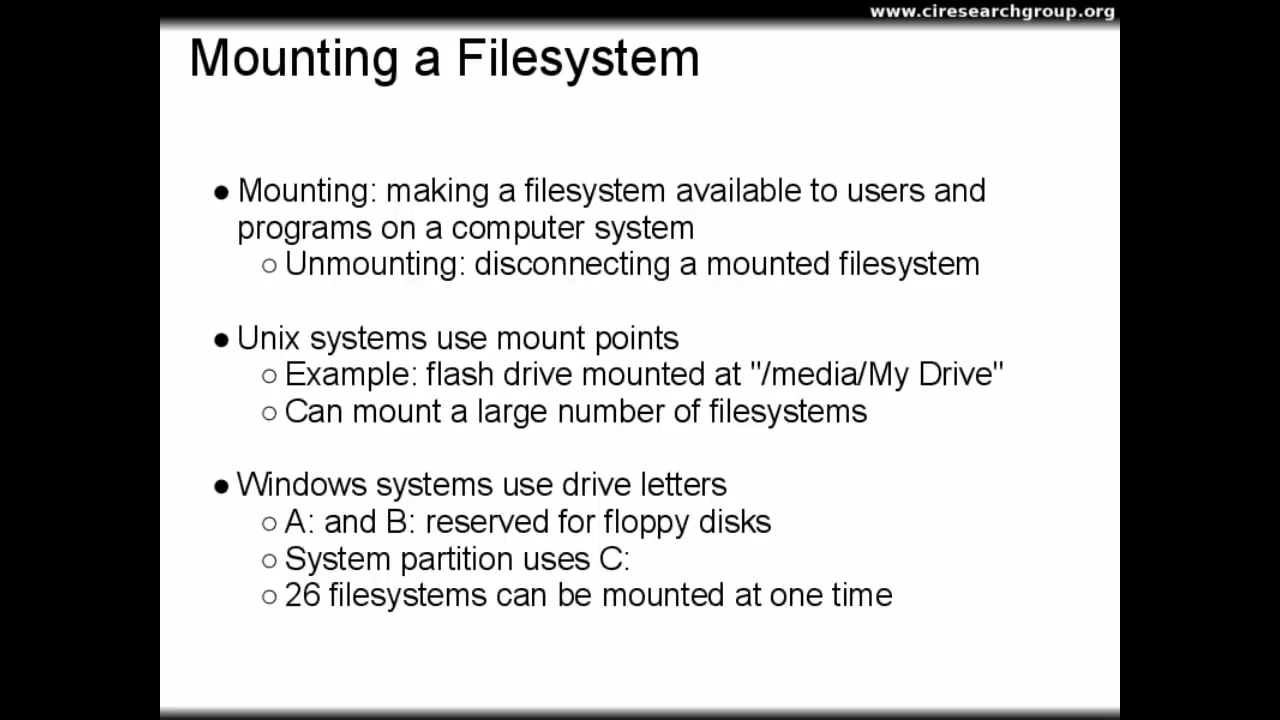 www.ciresearchgroup.org
Mounting a Filesystem
● Mounting: making a filesystem available to users and
programs on a computer system
○ Unmounting: disconnecting a mounted filesystem
● Unix systems use mount points
○ Example: flash drive mounted at "/media/My Drive"
○ Can mount a large number of filesystems
● Windows systems use drive letters
○ A: and B: reserved for floppy disks
○ System partition uses C:
○ 26 filesystems can be mounted at one time